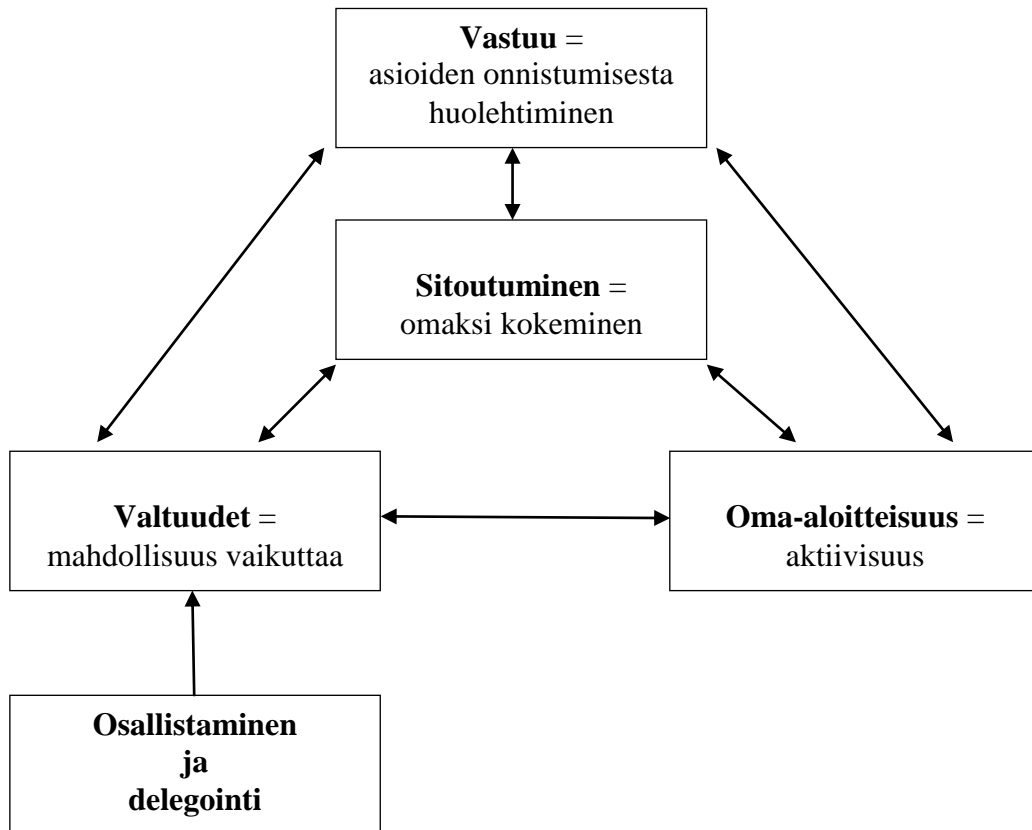 Vastuu =
asioiden onnistumisesta
huolehtiminen
Sitoutuminen =
omaksi kokeminen
Valtuudet =
mahdollisuus vaikuttaa
Oma-aloitteisuus =
aktiivisuus
Osallistaminen
ja
delegointi